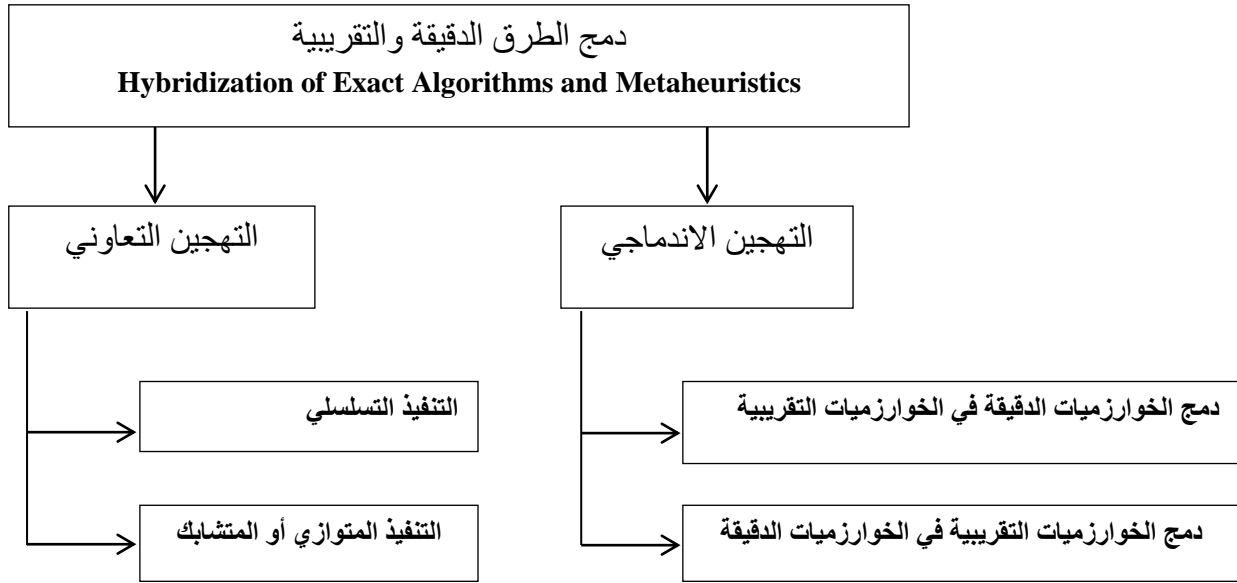 دمج الطرق الدقيقة والتقريبية
Hybridization of Exact Algorithms and Metaheuristics
التهجين الاندماجي
التهجين التعاوني
دمج الخوارزميات الدقيقة في الخوارزميات التقريبية
التنفيذ التسلسلي
دمج الخوارزميات التقريبية في الخوارزميات الدقيقة
التنفيذ المتوازي أو المتشابك